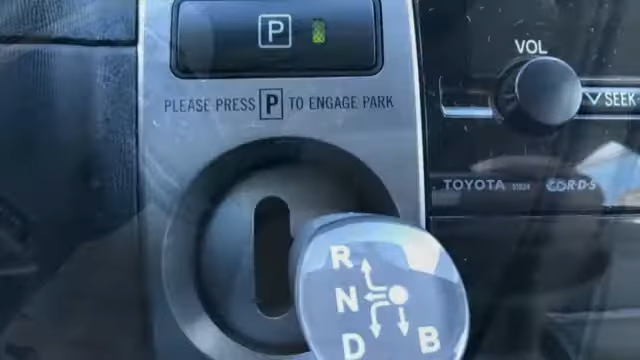 P
PLEASE PRESS P TO ENGAGE PARK
VOL
SEEK
TOYOTA
R
N
D B